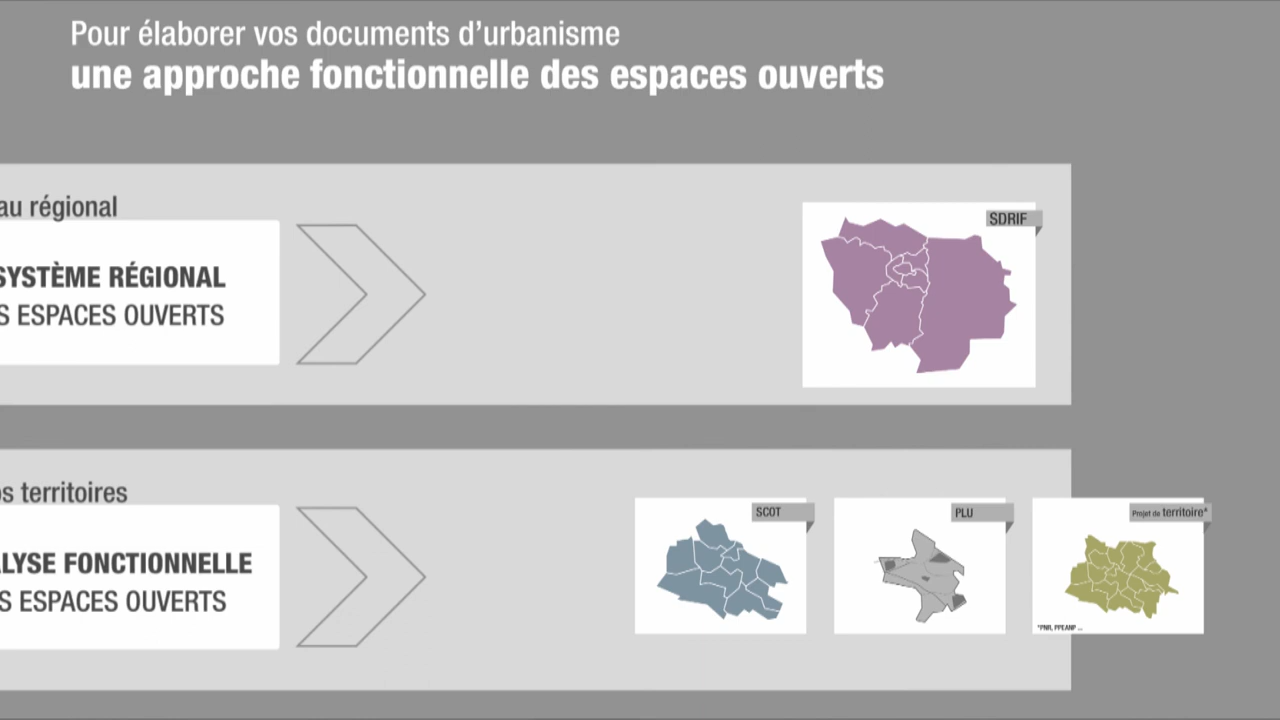 Pour élaborer vos documents d'urbanisme
une approche fonctionnelle des espaces ouverts
au régional
SYSTÈME RÉGIONAL
S ESPACES OUVERTS
SDRIF
os territoires
LYSE FONCTIONNELLE
S ESPACES OUVERTS
SCOT
PLU
Projet de territoire*
*PNR, PPEANP ...